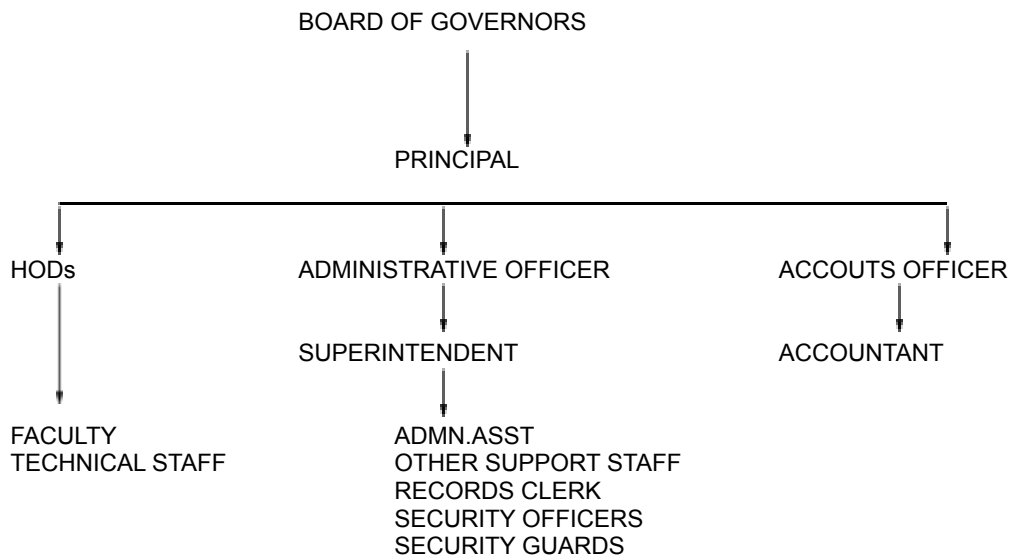 BOARD OF GOVERNORS
PRINCIPAL
HODs
ADMINISTRATIVE OFFICER
ACCOUTS OFFICER
SUPERINTENDENT
ACCOUNTANT
FACULTY
TECHNICAL STAFF
ADMN.ASST
OTHER SUPPORT STAFF
RECORDS CLERK
SECURITY OFFICERS
SECURITY GUARDS